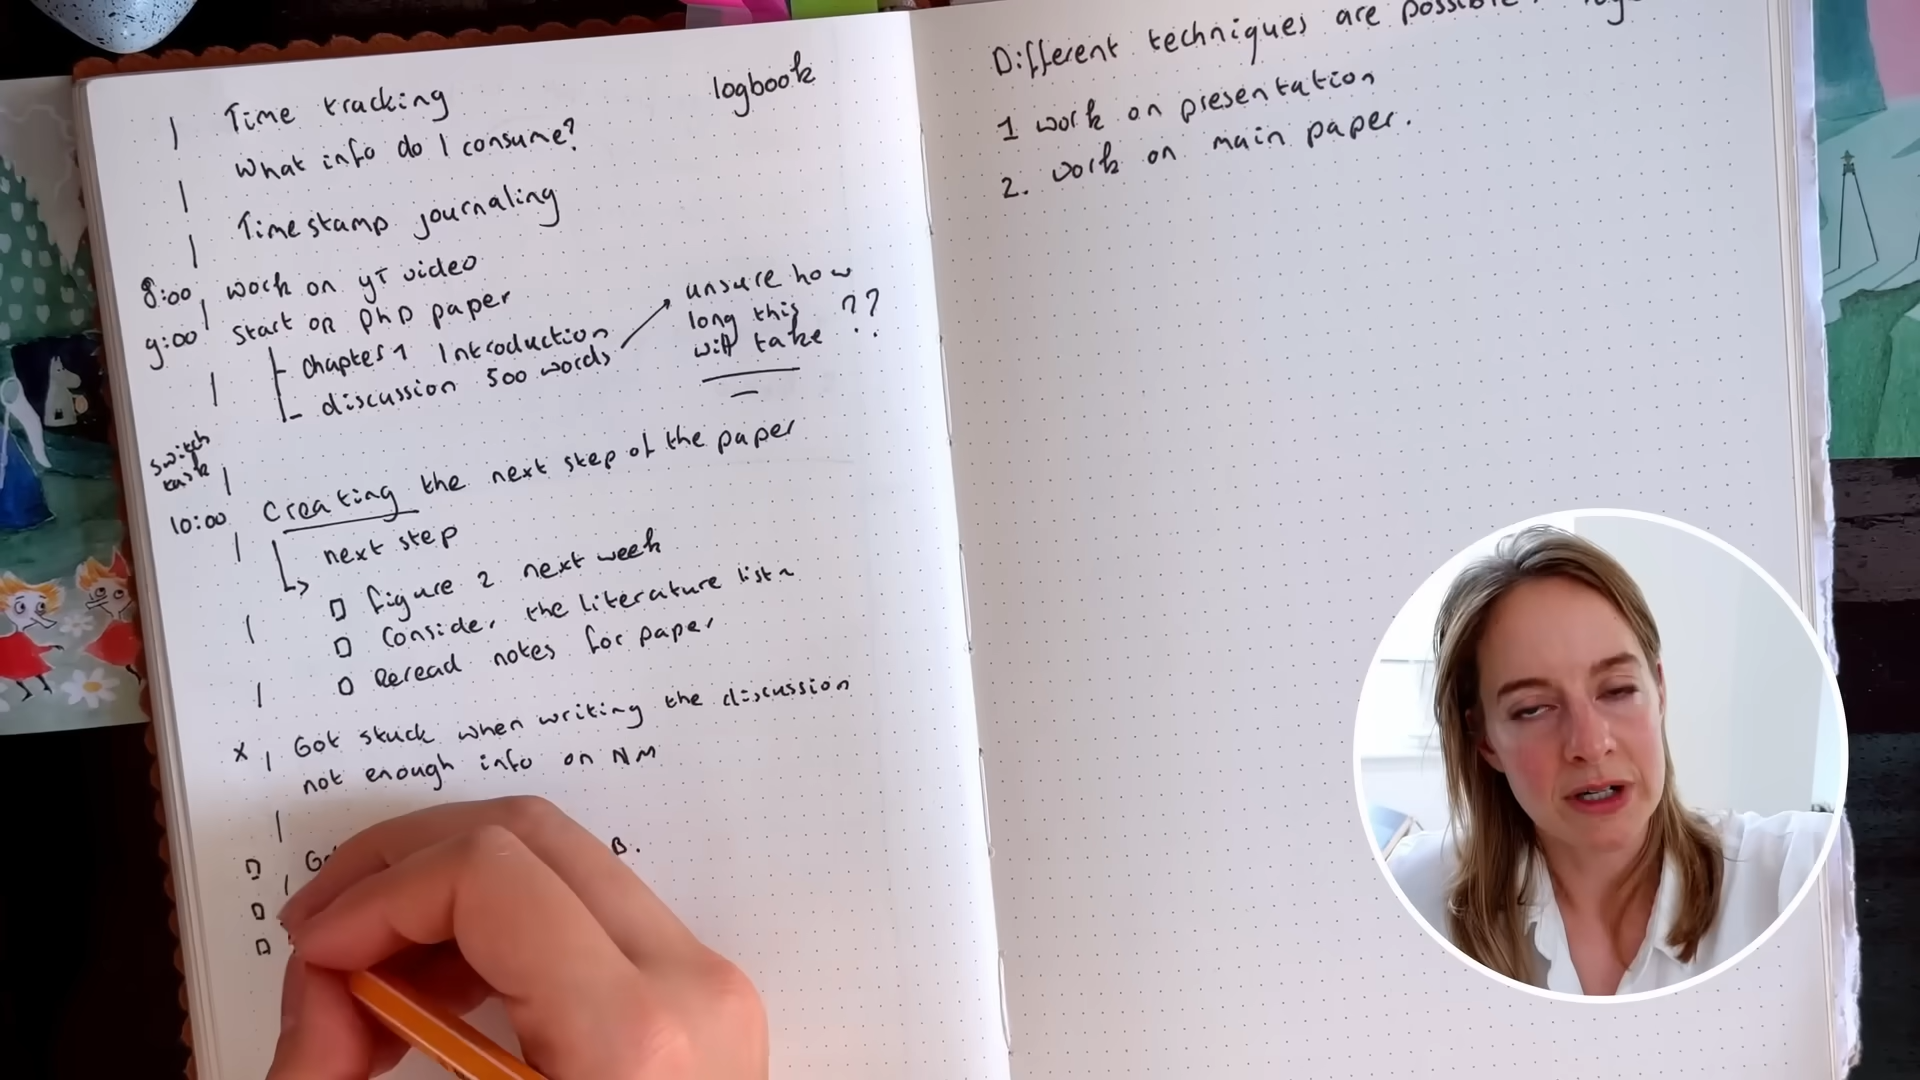 Time tracking
logbook
What info do I consume?
Timestamp journaling
8:00 work on YT video
9:00 start on PhD paper
Chapter 1 Introduction
discussion 500 words
unsure how
long this ??
will take
switch
task
10:00 Creating the next step of the paper
next step
figure 2 next week
Consider the literature list
Reread notes for paper
x Got stuck when writing the discussion
not enough info on NM
B.
Different techniques are possible
1 work on presentation
2. work on main paper.